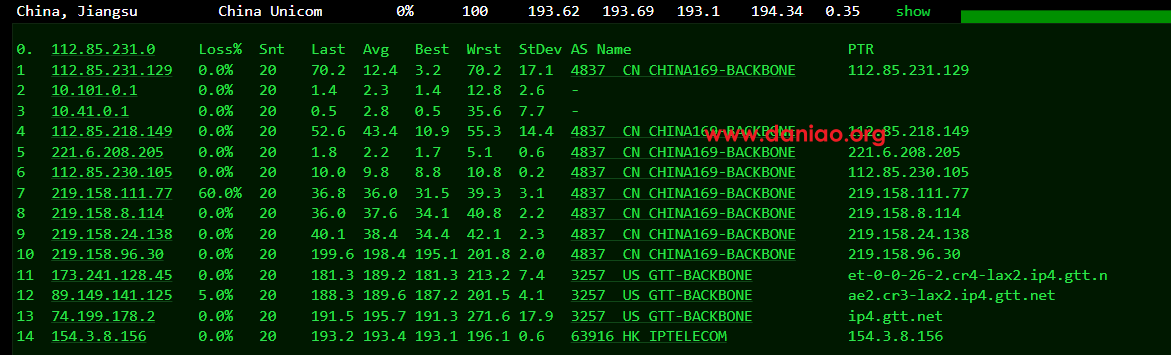 China, Jiangsu China Unicom 0% 100 193.62 193.69 193.1 194.34 0.35 show
0. 112.85.231.0 Loss% Snt Last Avg Best Wrst StDev AS Name PTR
1 112.85.231.129 0.0% 20 70.2 12.4 3.2 70.2 17.1 4837 CN CHINA169-BACKBONE 112.85.231.129
2 10.101.0.1 0.0% 20 1.4 2.3 1.4 12.8 2.6 -
3 10.41.0.1 0.0% 20 0.5 2.8 0.5 35.6 7.7 -
4 112.85.218.149 0.0% 20 52.6 43.4 10.9 55.3 14.4 4837 CN CHINA169-BACKBONE 112.85.218.149
www.daniao.org
5 221.6.208.205 0.0% 20 1.8 2.2 1.7 5.1 0.6 4837 CN CHINA169-BACKBONE 221.6.208.205
6 112.85.230.105 0.0% 20 10.0 9.8 8.8 10.8 0.2 4837 CN CHINA169-BACKBONE 112.85.230.105
7 219.158.111.77 60.0% 20 36.8 36.0 31.5 39.3 3.1 4837 CN CHINA169-BACKBONE 219.158.111.77
8 219.158.8.114 0.0% 20 36.0 37.6 34.1 40.8 2.2 4837 CN CHINA169-BACKBONE 219.158.8.114
9 219.158.24.138 0.0% 20 40.1 38.4 34.4 42.1 2.3 4837 CN CHINA169-BACKBONE 219.158.24.138
10 219.158.96.30 0.0% 20 199.6 198.4 195.1 201.8 2.0 4837 CN CHINA169-BACKBONE 219.158.96.30
11 173.241.128.45 0.0% 20 181.3 189.2 181.3 213.2 7.4 3257 US GTT-BACKBONE et-0-0-26-2.cr4-lax2.ip4.gtt.n
12 89.149.141.125 5.0% 20 188.3 189.6 187.2 201.5 4.1 3257 US GTT-BACKBONE ae2.cr3-lax2.ip4.gtt.net
13 74.199.178.2 0.0% 20 191.5 195.7 191.3 271.6 17.9 3257 US GTT-BACKBONE ip4.gtt.net
14 154.3.8.156 0.0% 20 193.2 193.4 193.1 196.1 0.6 63916 HK IPTELECOM 154.3.8.156